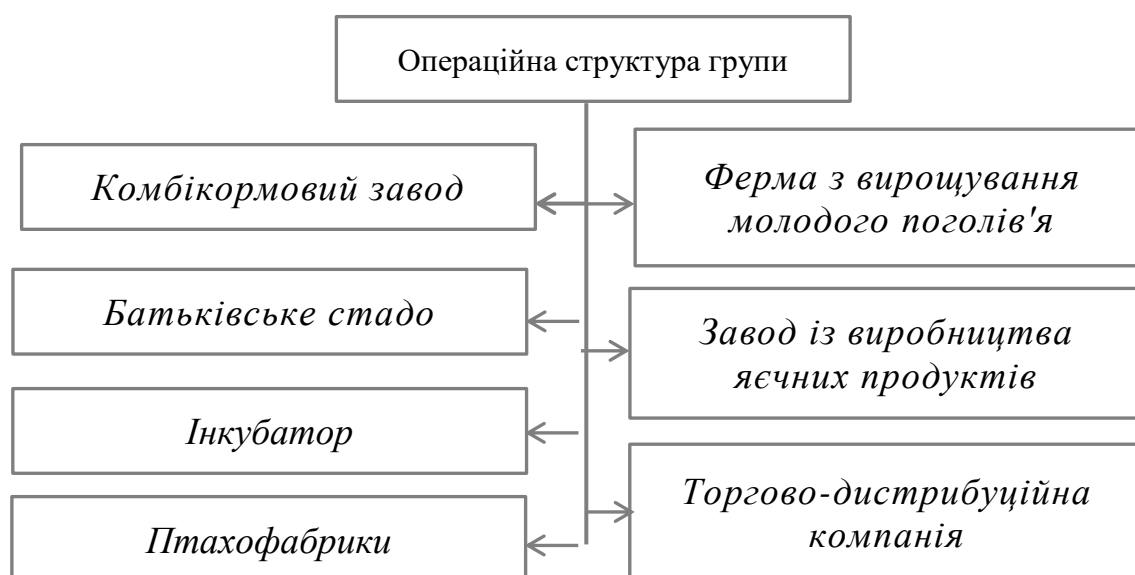 Операційна структура групи
Комбікормовий завод
Батьківське стадо
Інкубатор
Птахофабрики
Ферма з вирощування
молодого поголів'я
Завод із виробництва
яєчних продуктів
Торгово-дистрибуційна
компанія